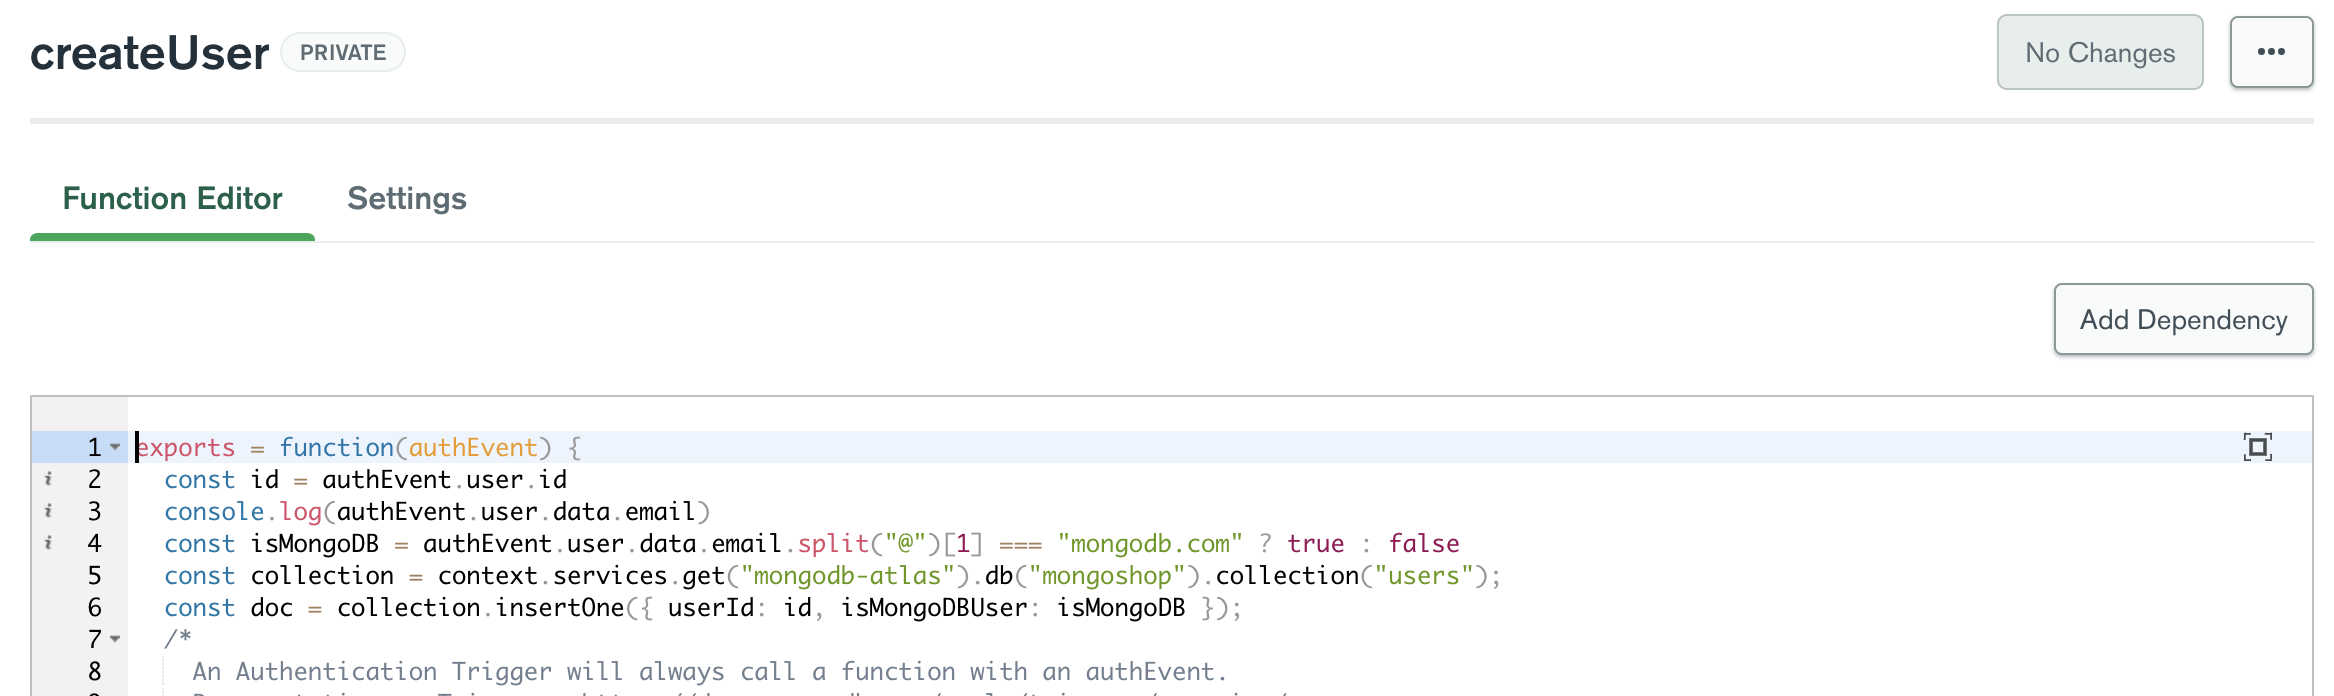 createUser PRIVATE No Changes •••
Function Editor Settings
Add Dependency
1 exports = function(authEvent) {
i 2 const id = authEvent.user.id
i 3 console.log(authEvent.user.data.email)
i 4 const isMongoDB = authEvent.user.data.email.split("@")[1] === "mongodb.com" ? true : false
5 const collection = context.services.get("mongodb-atlas").db("mongoshop").collection("users");
6 const doc = collection.insertOne({ userId: id, isMongoDBUser: isMongoDB });
7 /*
8 An Authentication Trigger will always call a function with an authEvent.